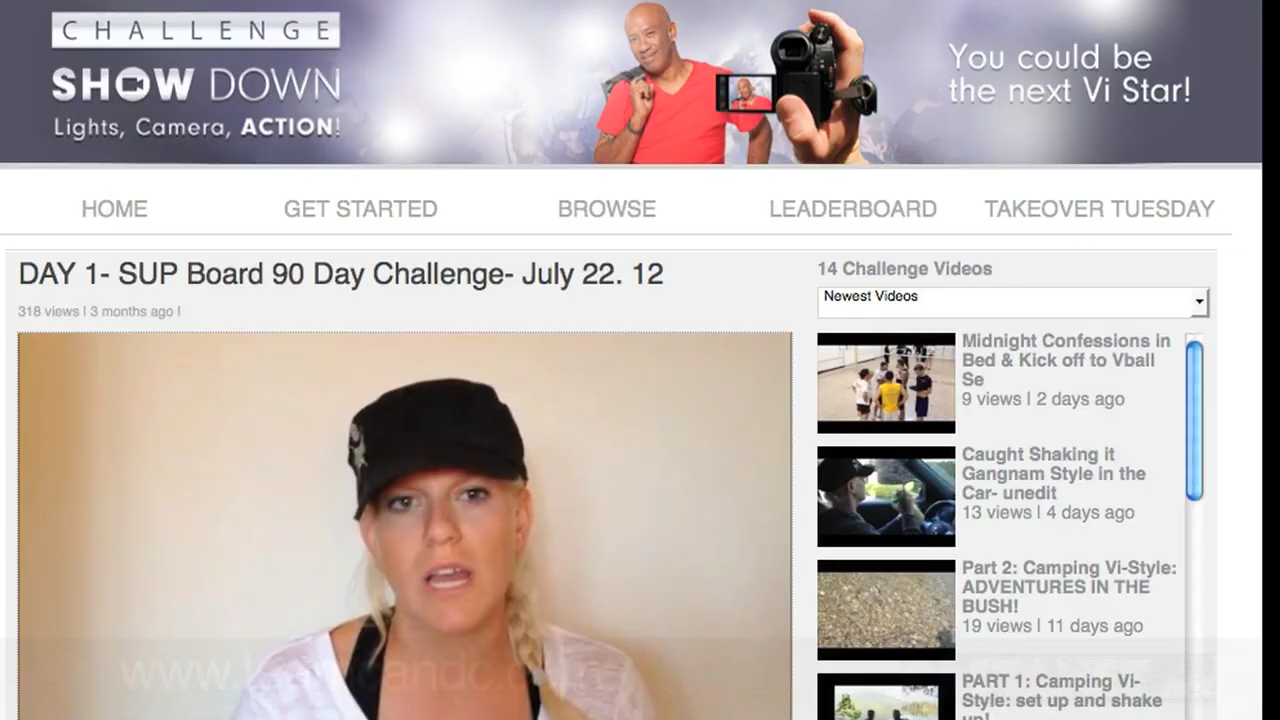 CHALLENGE
SHOW DOWN
Lights, Camera, ACTION!
You could be
the next Vi Star!
HOME
GET STARTED
BROWSE
LEADERBOARD
TAKEOVER TUESDAY
DAY 1- SUP Board 90 Day Challenge- July 22. 12
318 views | 3 months ago |
14 Challenge Videos
Newest Videos
Midnight Confessions in
Bed & Kick off to Vball
Se
9 views | 2 days ago
Caught Shaking it
Gangnam Style in the
Car- unedit
13 views | 4 days ago
Part 2: Camping Vi-Style:
ADVENTURES IN THE
BUSH!
19 views | 11 days ago
PART 1: Camping Vi-
Style: set up and shake
up!